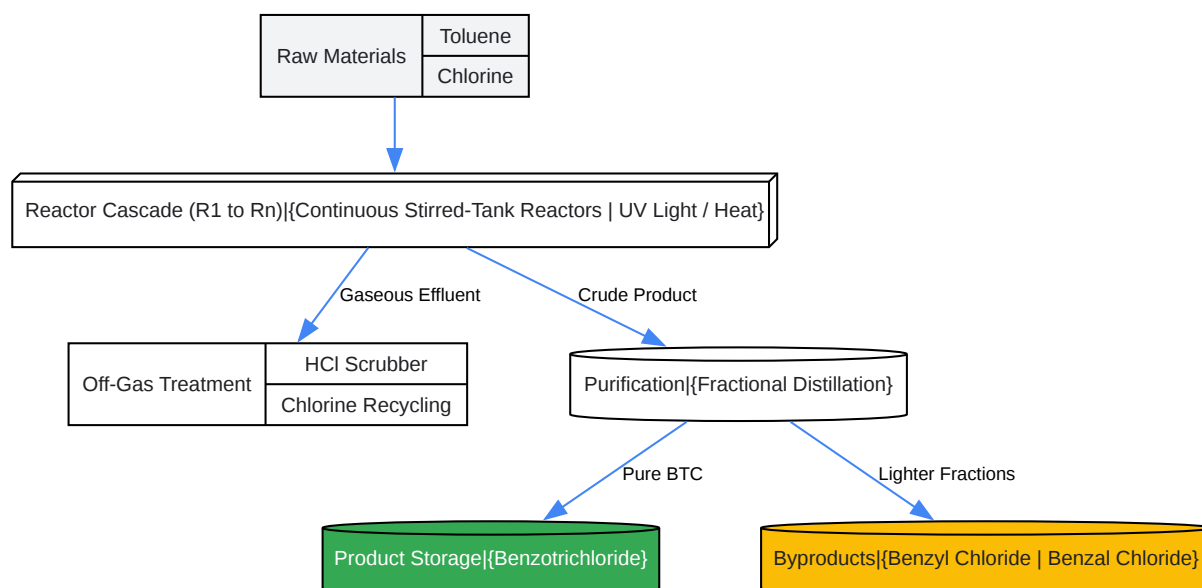 Raw Materials
Toluene
Chlorine
Reactor Cascade (R1 to Rn)|{Continuous Stirred-Tank Reactors | UV Light / Heat}
Gaseous Effluent
Crude Product
Off-Gas Treatment
HCl Scrubber
Chlorine Recycling
Purification|{Fractional Distillation}
Pure BTC
Lighter Fractions
Product Storage|{Benzotrichloride}
Byproducts|{Benzyl Chloride | Benzal Chloride}